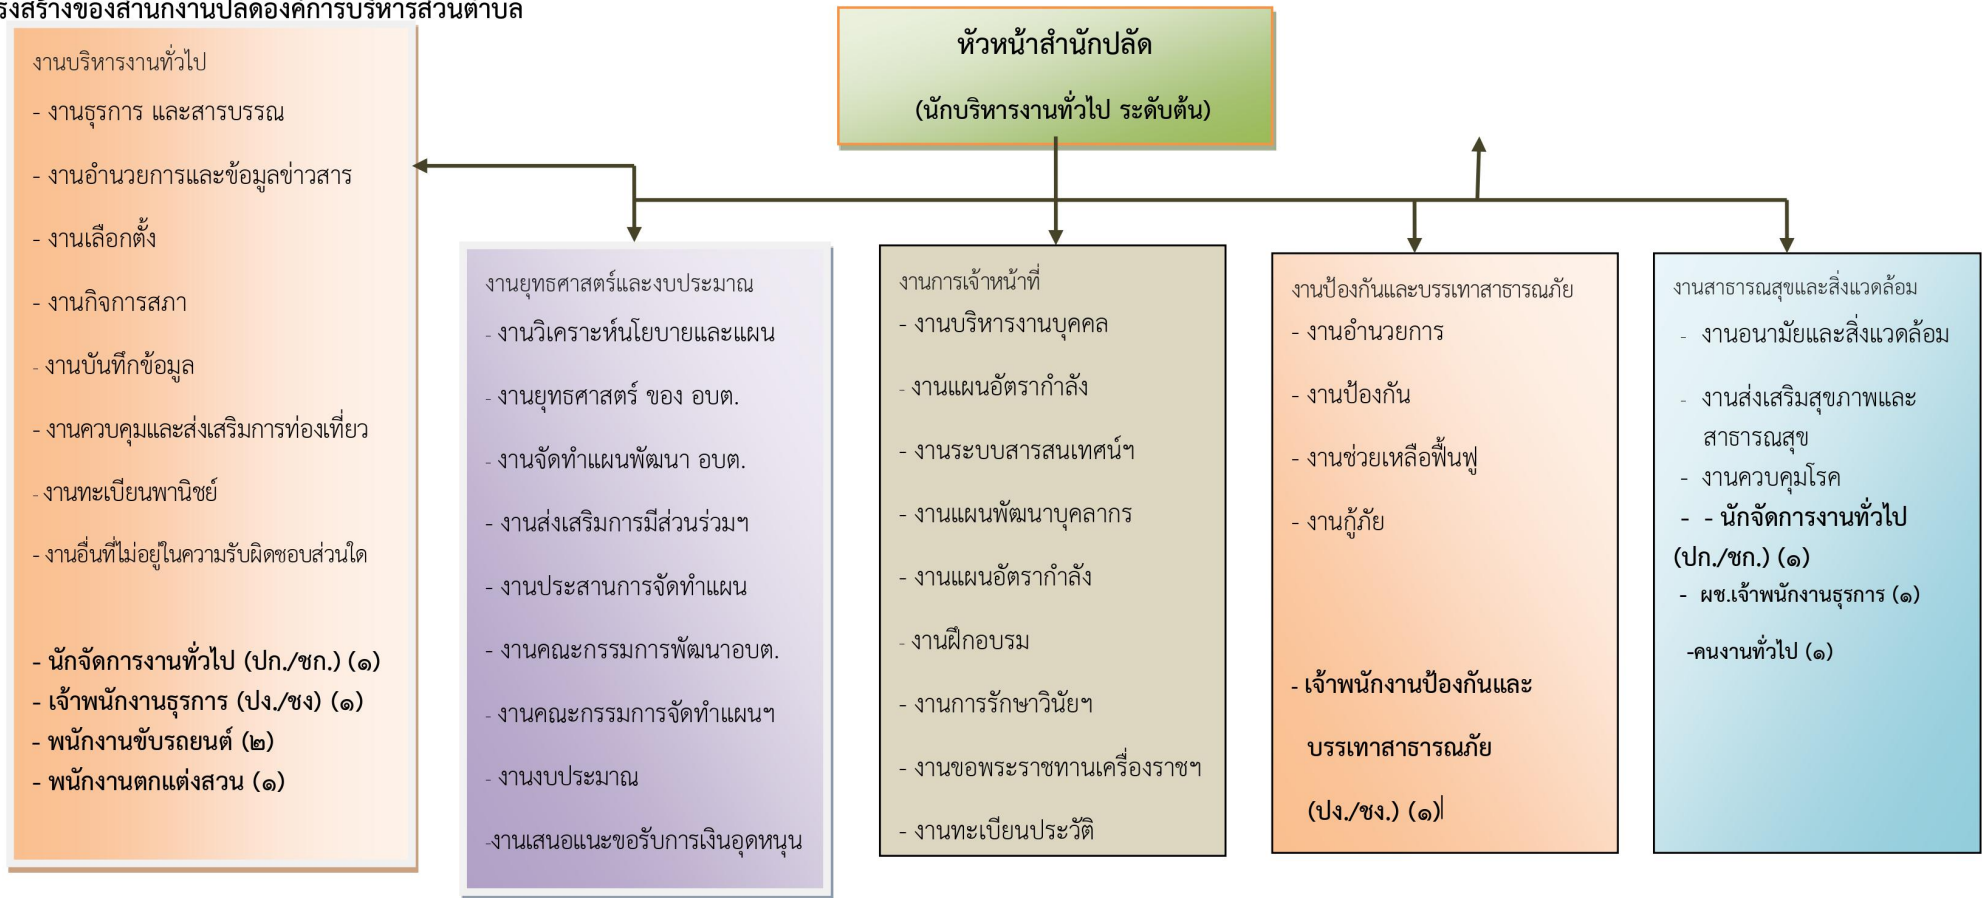 รงสร้างของสำนักงานปลัดองค์การบริหารส่วนตำบล
หัวหน้าสำนักปลัด
(นักบริหารงานทั่วไป ระดับต้น)
งานบริหารงานทั่วไป
- งานธุรการ และสารบรรณ
- งานอำนวยการและข้อมูลข่าวสาร
- งานเลือกตั้ง
- งานกิจการสภา
- งานบันทึกข้อมูล
- งานควบคุมและส่งเสริมการท่องเที่ยว
- งานทะเบียนพานิชย์
- งานอื่นที่ไม่อยู่ในความรับผิดชอบส่วนใด
- นักจัดการงานทั่วไป (ปก./ชก.) (๑)
- เจ้าพนักงานธุรการ (ปง./ชง) (๑)
- พนักงานขับรถยนต์ (๒)
- พนักงานตกแต่งสวน (๑)
งานยุทธศาสตร์และงบประมาณ
- งานวิเคราะห์นโยบายและแผน
- งานยุทธศาสตร์ ของ อบต.
- งานจัดทำแผนพัฒนา อบต.
- งานส่งเสริมการมีส่วนร่วมฯ
- งานประสานการจัดทำแผน
- งานคณะกรรมการพัฒนาอบต.
- งานคณะกรรมการจัดทำแผนฯ
- งานงบประมาณ
-งานเสนอแนะขอรับการเงินอุดหนุน
งานการเจ้าหน้าที่
- งานบริหารงานบุคคล
- งานแผนอัตรากำลัง
- งานระบบสารสนเทศน์ฯ
- งานแผนพัฒนาบุคลากร
- งานแผนอัตรากำลัง
- งานฝึกอบรม
- งานการรักษาวินัยฯ
- งานขอพระราชทานเครื่องราชฯ
- งานทะเบียนประวัติ
งานป้องกันและบรรเทาสาธารณภัย
- งานอำนวยการ
- งานป้องกัน
- งานช่วยเหลือฟื้นฟู
- งานกู้ภัย
- เจ้าพนักงานป้องกันและ
บรรเทาสาธารณภัย
(ปง./ชง.) (๑)
งานสาธารณสุขและสิ่งแวดล้อม
- งานอนามัยและสิ่งแวดล้อม
- งานส่งเสริมสุขภาพและ
สาธารณสุข
- งานควบคุมโรค
- - นักจัดการงานทั่วไป
(ปก./ชก.) (๑)
- ผช.เจ้าพนักงานธุรการ (๑)
-คนงานทั่วไป (๑)